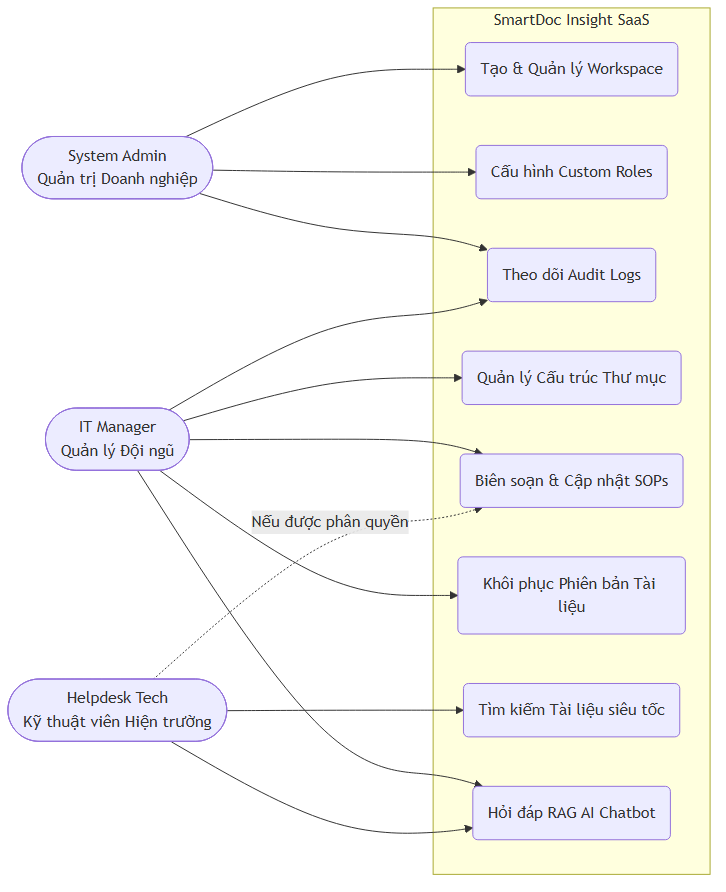 SmartDoc Insight SaaS
Tạo & Quản lý Workspace
System Admin
Quản trị Doanh nghiệp
Cấu hình Custom Roles
Theo dõi Audit Logs
Quản lý Cấu trúc Thư mục
IT Manager
Quản lý Đội ngũ
Biên soạn & Cập nhật SOPs
Nếu được phân quyền
Khôi phục Phiên bản Tài
liệu
Helpdesk Tech
Kỹ thuật viên Hiện trường
Tìm kiếm Tài liệu siêu tốc
Hỏi đáp RAG AI Chatbot